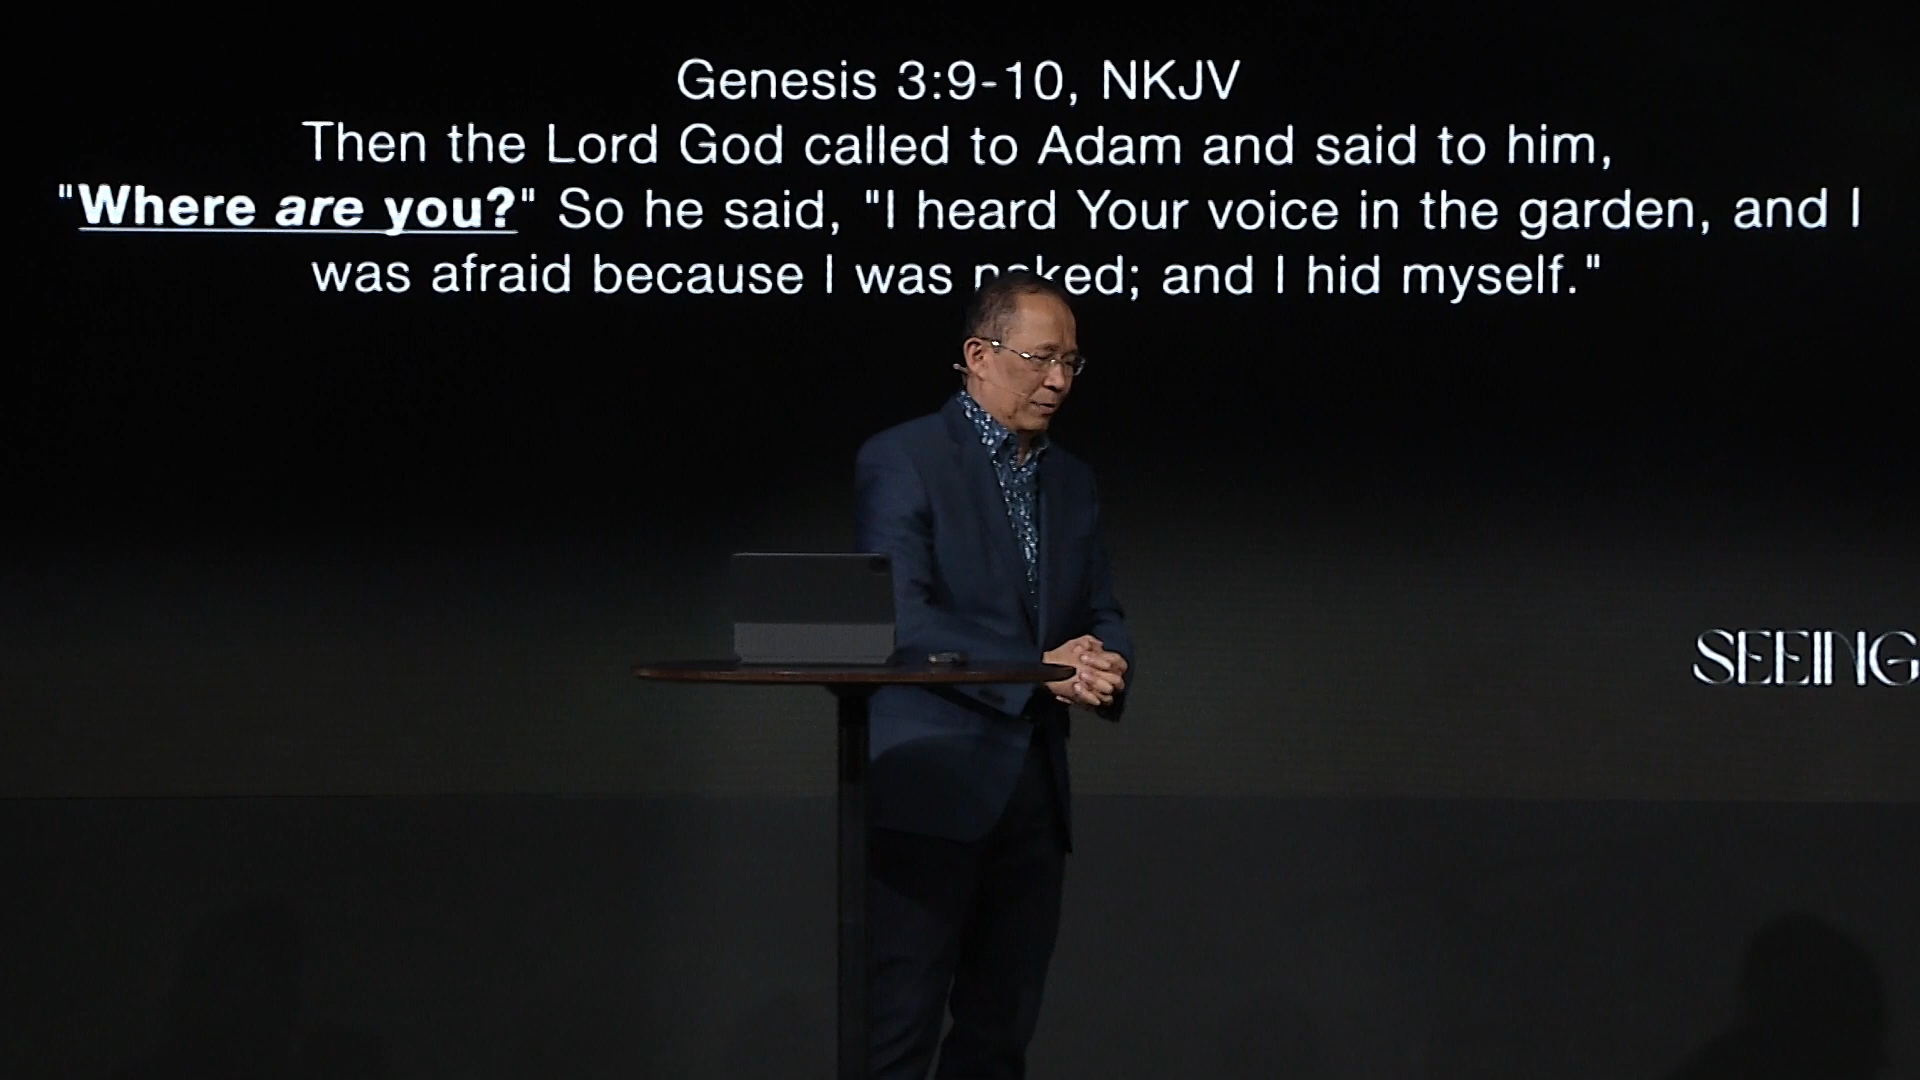 Genesis 3:9-10, NKJV
Then the Lord God called to Adam and said to him,
"Where are you?" So he said, "I heard Your voice in the garden, and I
was afraid because I was naked; and I hid myself."
SEEING